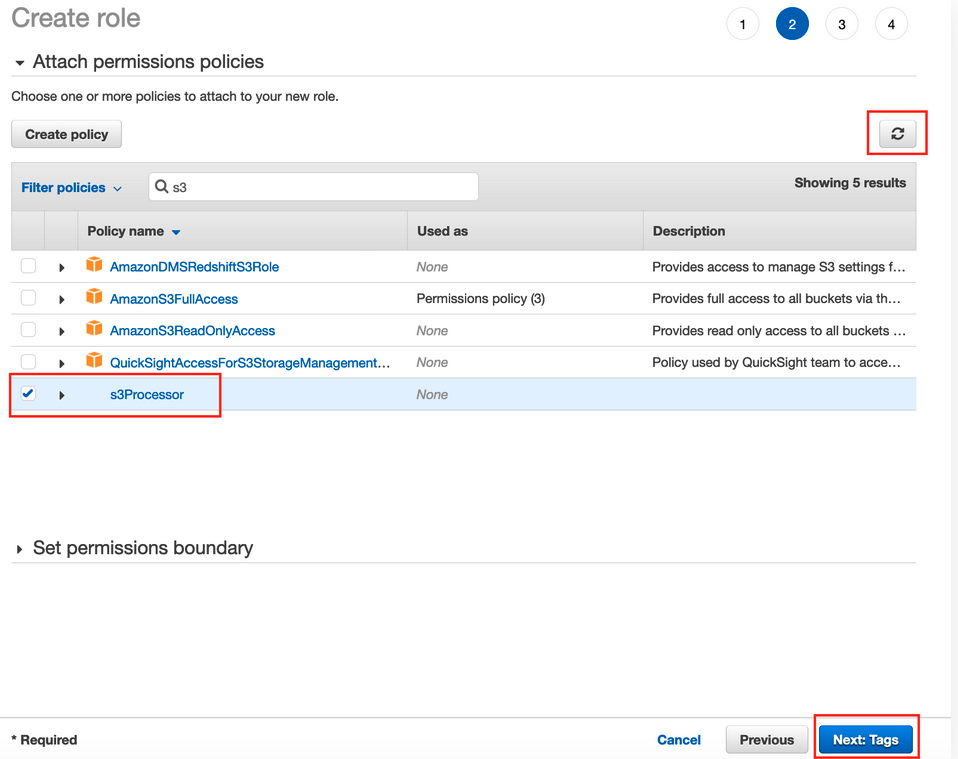 Create role
1 2 3 4
Attach permissions policies
Choose one or more policies to attach to your new role.
Create policy
Filter policies s3 Showing 5 results
Policy name Used as Description
AmazonDMSRedshiftS3Role None Provides access to manage S3 settings f...
AmazonS3FullAccess Permissions policy (3) Provides full access to all buckets via th...
AmazonS3ReadOnlyAccess None Provides read only access to all buckets ...
QuickSightAccessForS3StorageManagement... None Policy used by QuickSight team to acce...
s3Processor None
Set permissions boundary
* Required Cancel Previous Next: Tags